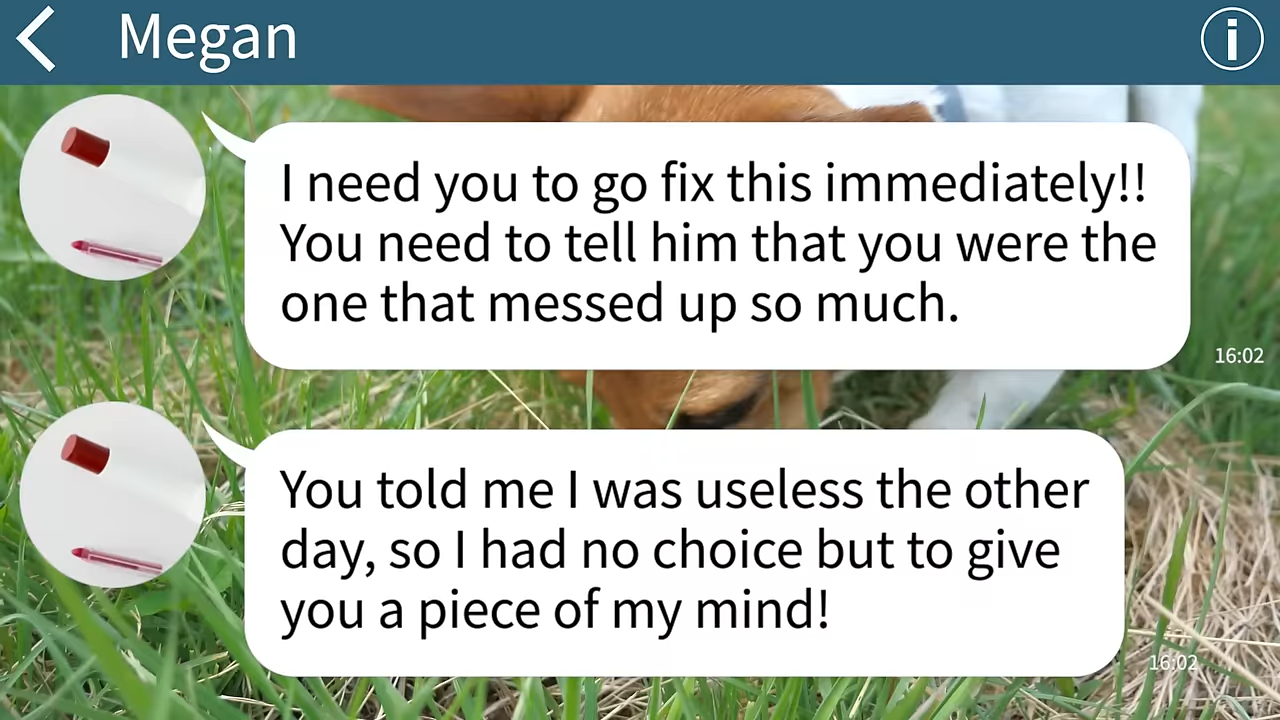 Megan
I need you to go fix this immediately!!
You need to tell him that you were the
one that messed up so much.
16:02
You told me I was useless the other
day, so I had no choice but to give
you a piece of my mind!
16:02